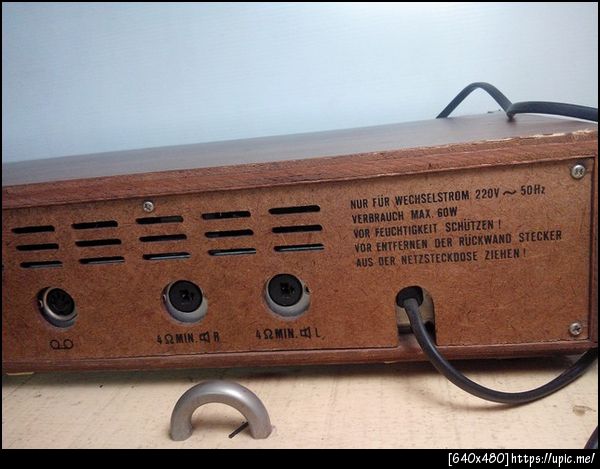 NUR FÜR WECHSELSTROM 220V ~ 50Hz
VERBRAUCH MAX. 60W
VOR FEUCHTIGKEIT SCHÜTZEN !
VOR ENTFERNEN DER RÜCKWAND STECKER
AUS DER NETZSTECKDOSE ZIEHEN !
4ΩMIN. R
4ΩMIN. L
[640x480]https://upic.me/